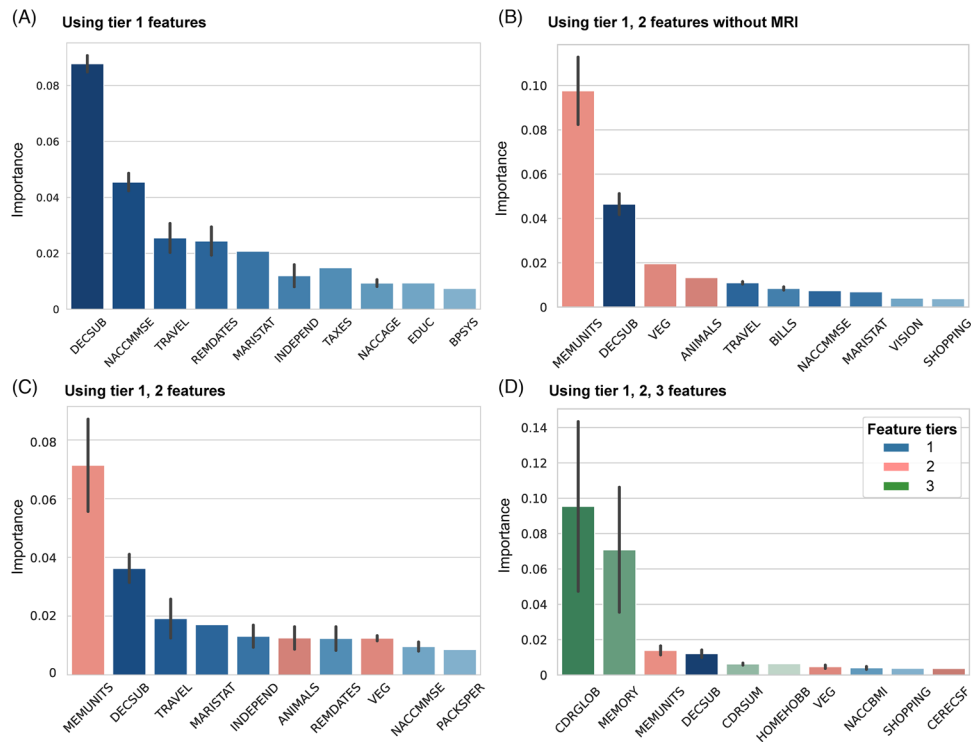 (A) Using tier 1 features
Importance
0.08
0.06
0.04
0.02
0
DECSUB NACCMMSE TRAVEL REMDATES MARISTAT INDEPEND TAXES NACCAGE EDUC BPSYS
(B) Using tier 1, 2 features without MRI
Importance
0.10
0.08
0.06
0.04
0.02
0
MEMUNITS DECSUB VEG ANIMALS TRAVEL BILLS NACCMMSE MARISTAT VISION SHOPPING
(C) Using tier 1, 2 features
Importance
0.08
0.06
0.04
0.02
0
MEMUNITS DECSUB TRAVEL MARISTAT INDEPEND ANIMALS REMDATES VEG NACCMMSE PACKSPER
(D) Using tier 1, 2, 3 features
Importance
0.14
0.12
0.10
0.08
0.06
0.04
0.02
0
Feature tiers
1
2
3
CDRGLOB MEMORY MEMUNITS DECSUB CDRSUM HOMEHOBB VEG NACCBMI SHOPPING CERECSF